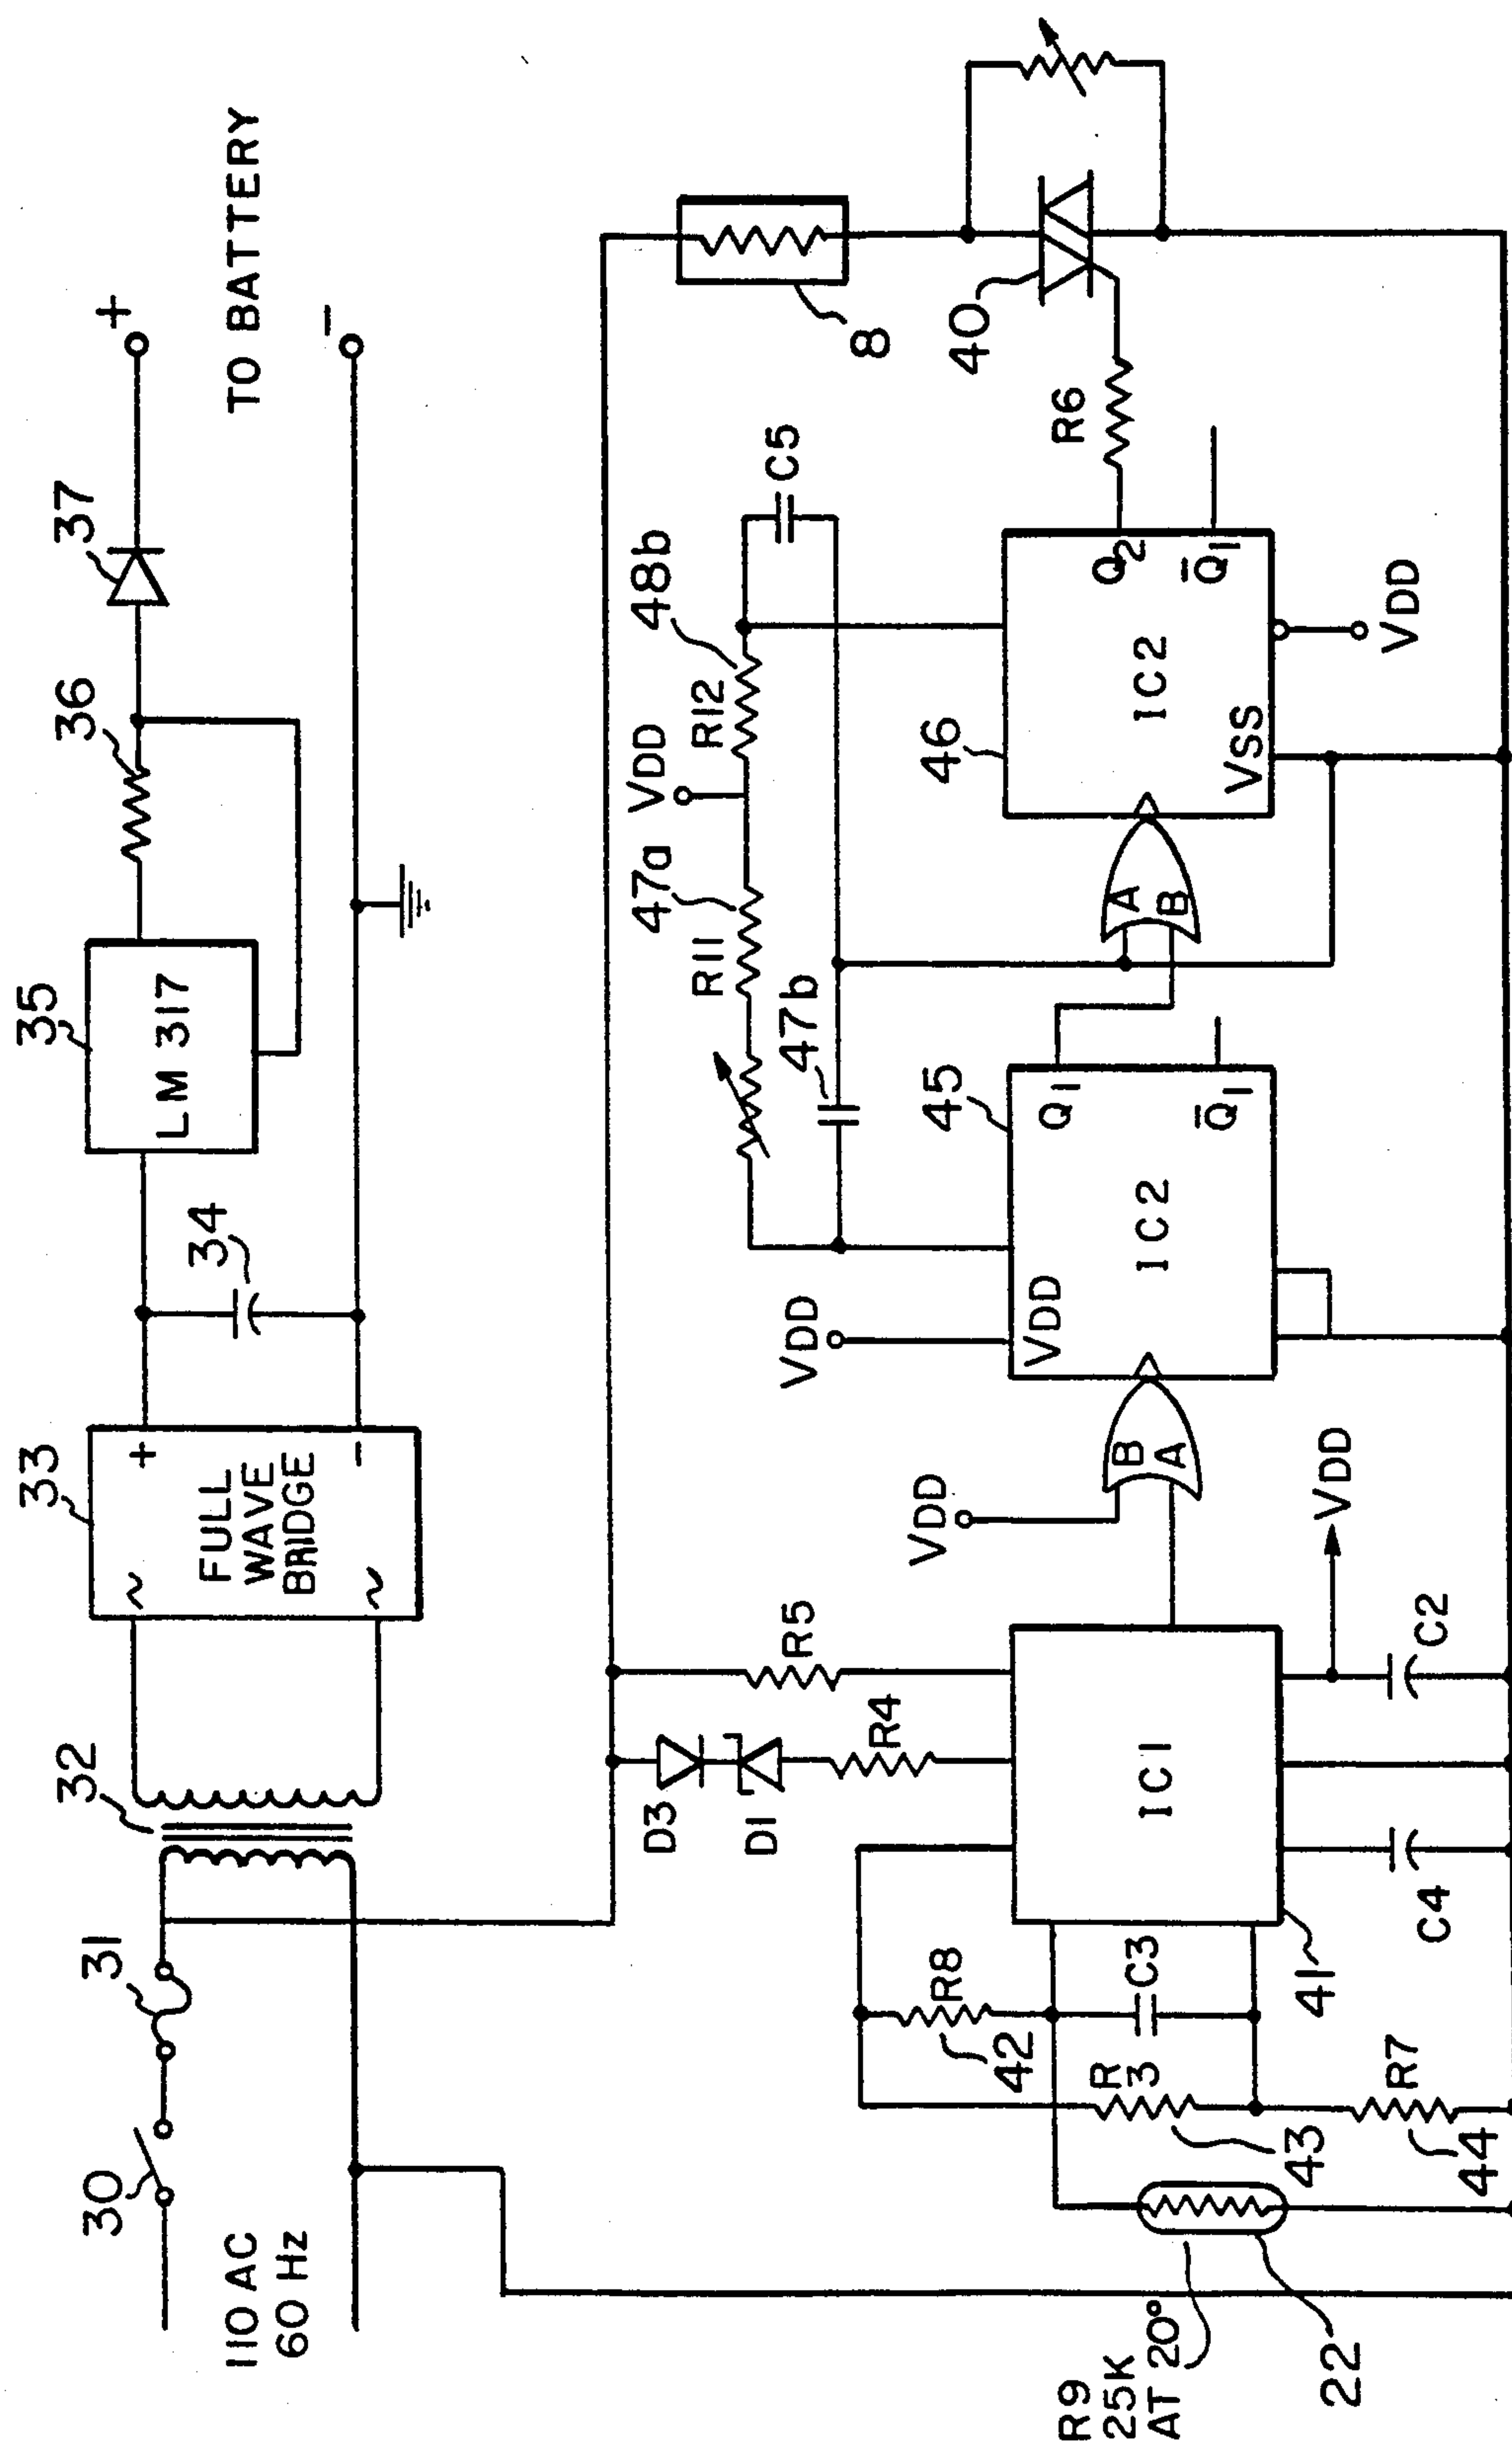 110 AC
60 Hz
30
31
32
33
FULL
WAVE
BRIDGE
~
~
+
-
34
35
LM 317
36
37
+
-
TO BATTERY
D3
D1
R4
R5
R8
42
C3
R
3
43
R7
44
R9
25K
AT 20°
22
IC1
41
C4
C2
VDD
VDD
B
A
VDD
VDD
IC2
45
Q1
Q̅1
47b
R11
47a
VDD
R12
48b
C5
A
B
46
IC2
VSS
Q2
Q̅1
VDD
R6
40
8